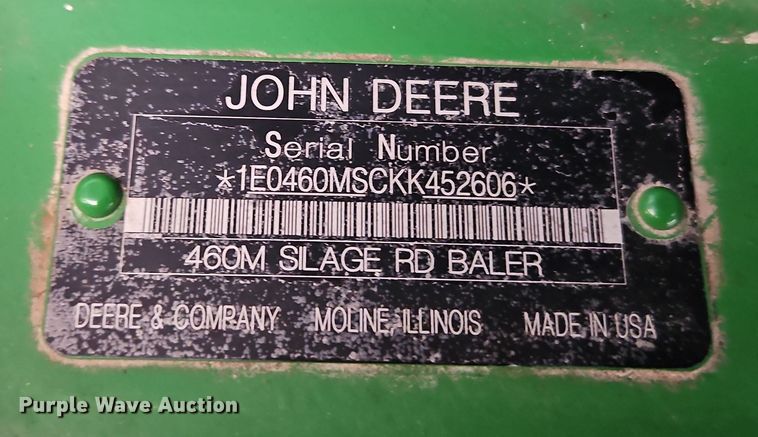 JOHN DEERE
Serial Number
*1E0460MSCKK452606*
460M SILAGE RD BALER
DEERE & COMPANY MOLINE, ILLINOIS MADE IN USA
Purple Wave Auction